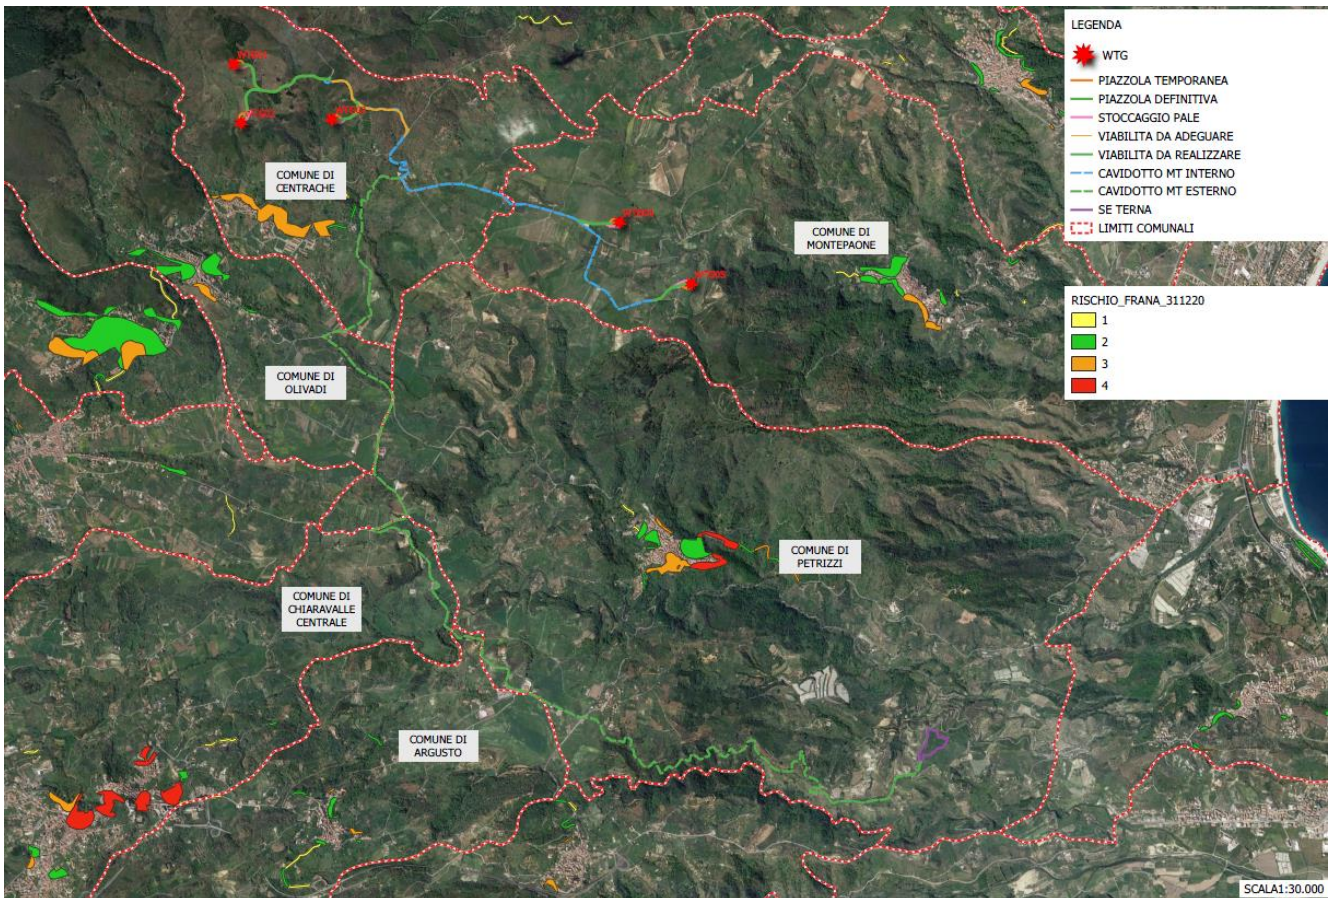 LEGENDA
WTG
PIAZZOLA TEMPORANEA
PIAZZOLA DEFINITIVA
STOCCAGGIO PALE
VIABILITA DA ADEGUARE
VIABILITA DA REALIZZARE
CAVIDOTTO MT INTERNO
CAVIDOTTO MT ESTERNO
SE TERNA
LIMITI COMUNALI
RISCHIO_FRANA_311220
1
2
3
4
COMUNE DI
CENTRACHE
COMUNE DI
MONTEPAONE
COMUNE DI
OLIVADI
COMUNE DI
PETRIZZI
COMUNE DI
CHIARAVALLE
CENTRALE
COMUNE DI
ARGUSTO
SCALA1:30.000